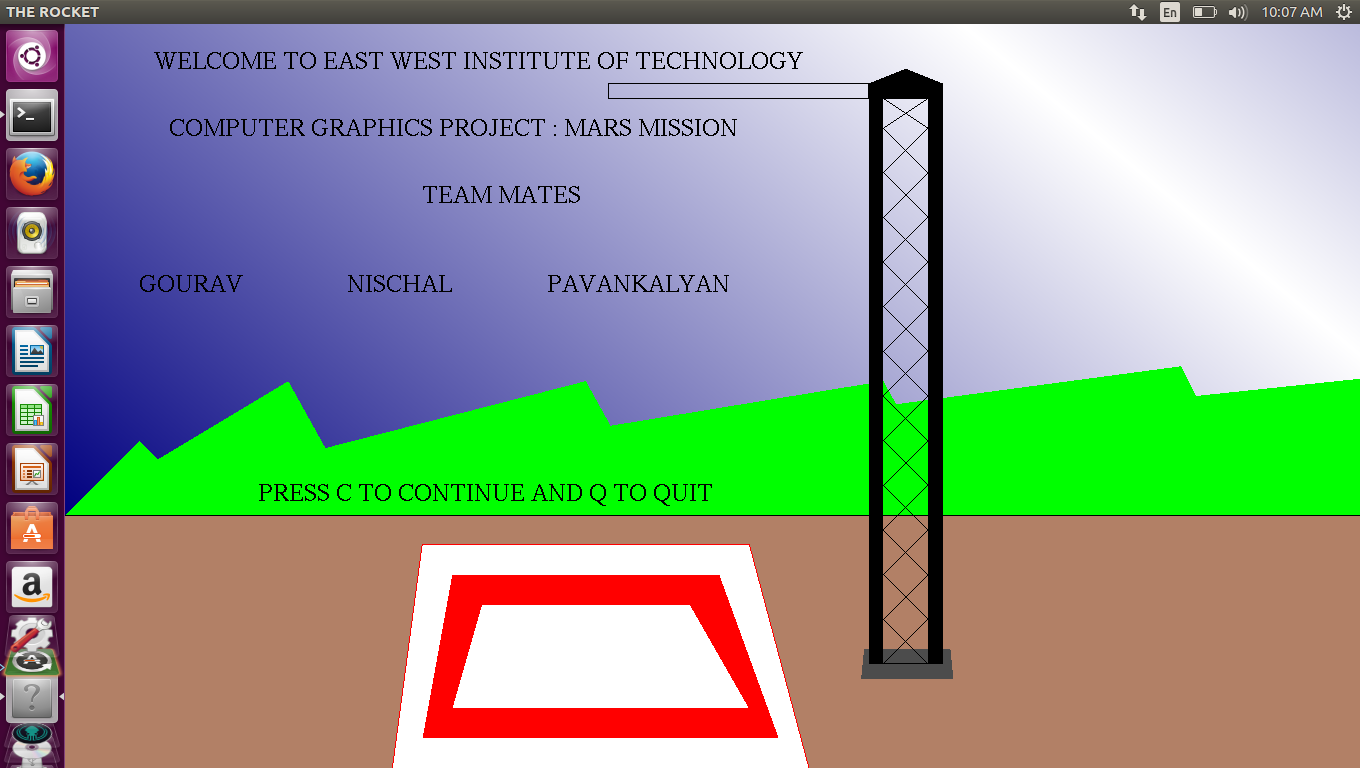 THE ROCKET
En
10:07 AM
WELCOME TO EAST WEST INSTITUTE OF TECHNOLOGY
COMPUTER GRAPHICS PROJECT : MARS MISSION
TEAM MATES
GOURAV NISCHAL PAVANKALYAN
PRESS C TO CONTINUE AND Q TO QUIT